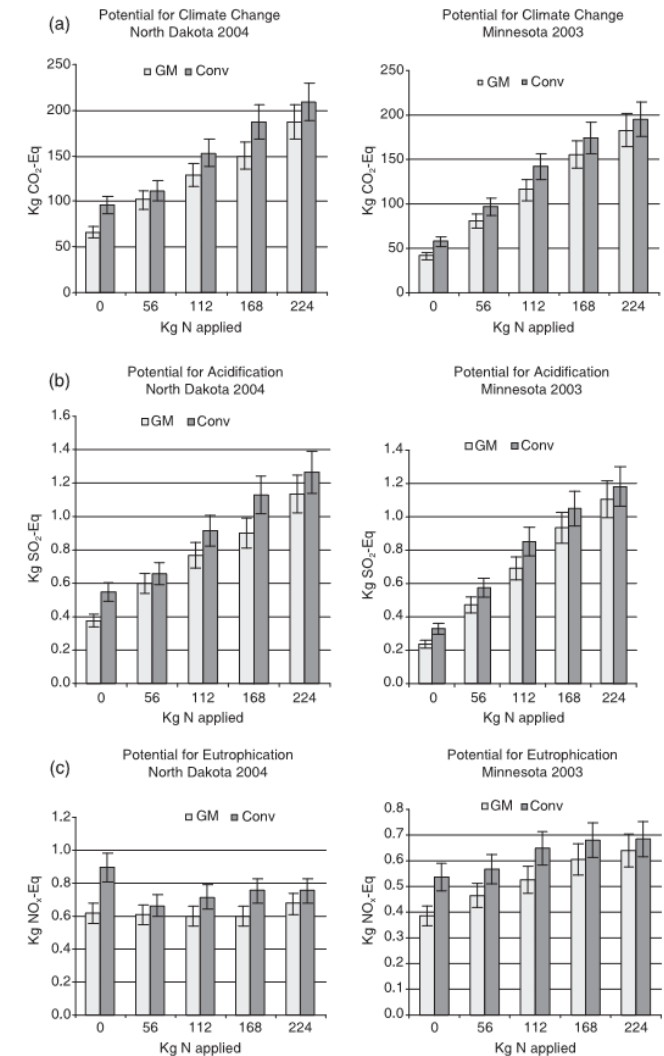 (a)
Potential for Climate Change
North Dakota 2004
GM Conv
Kg CO2-Eq
250
200
150
100
50
0
0 56 112 168 224
Kg N applied
Potential for Climate Change
Minnesota 2003
GM Conv
Kg CO2-Eq
250
200
150
100
50
0
0 56 112 168 224
Kg N applied
(b)
Potential for Acidification
North Dakota 2004
GM Conv
Kg SO2-Eq
1.6
1.4
1.2
1.0
0.8
0.6
0.4
0.2
0.0
0 56 112 168 224
Kg N applied
Potential for Acidification
Minnesota 2003
GM Conv
Kg SO2-Eq
1.4
1.2
1.0
0.8
0.6
0.4
0.2
0.0
0 56 112 168 224
Kg N applied
(c)
Potential for Eutrophication
North Dakota 2004
GM Conv
Kg NOx-Eq
1.2
1.0
0.8
0.6
0.4
0.2
0.0
0 56 112 168 224
Kg N applied
Potential for Eutrophication
Minnesota 2003
GM Conv
Kg NOx-Eq
0.8
0.7
0.6
0.5
0.4
0.3
0.2
0.1
0.0
0 56 112 168 224
Kg N applied